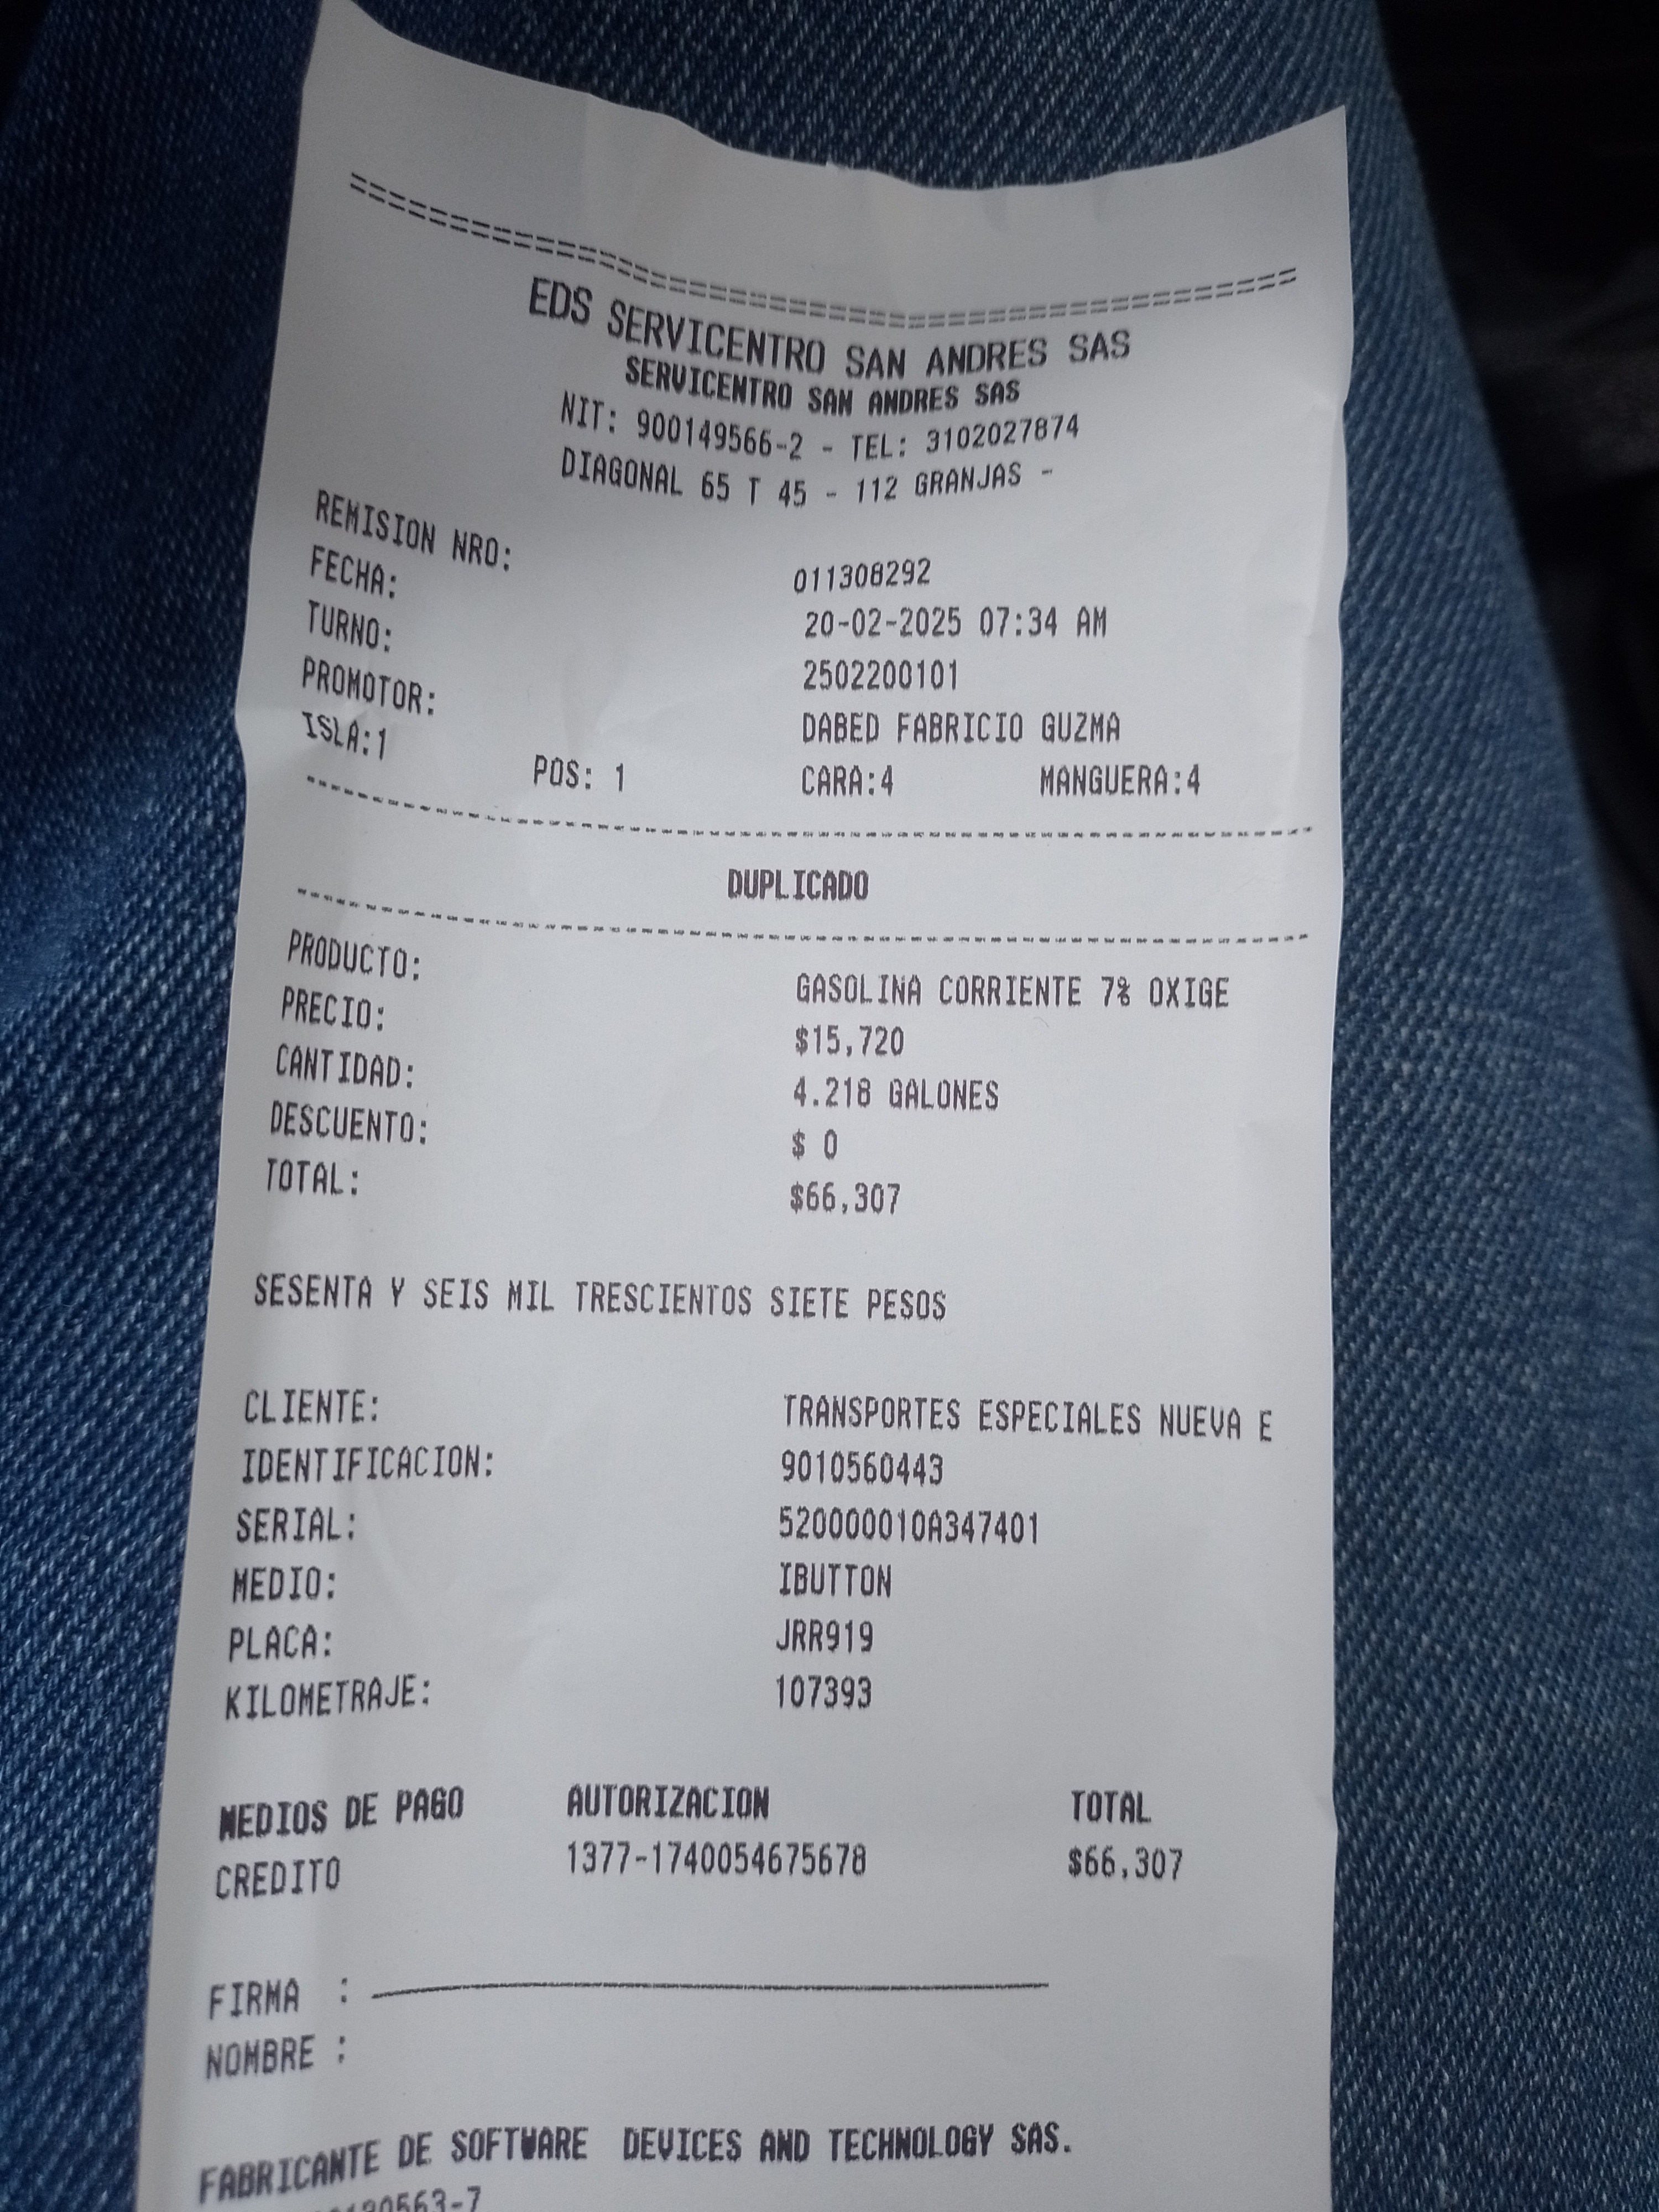 EDS SERVICENTRO SAN ANDRES SAS
SERVICENTRO SAN ANDRES SAS
NIT: 900149566-2 - TEL: 3102027874
DIAGONAL 65 T 45 - 112 GRANJAS -
REMISION NRO: 011308292
FECHA: 20-02-2025 07:34 AM
TURNO: 2502200101
PROMOTOR: DABED FABRICIO GUZMA
ISLA:1 POS: 1 CARA:4 MANGUERA:4
DUPLICADO
PRODUCTO: GASOLINA CORRIENTE 7% OXIGE
PRECIO: $15,720
CANTIDAD: 4.218 GALONES
DESCUENTO: $ 0
TOTAL: $66,307
SESENTA Y SEIS MIL TRESCIENTOS SIETE PESOS
CLIENTE: TRANSPORTES ESPECIALES NUEVA E
IDENTIFICACION: 9010560443
SERIAL: 520000010A347401
MEDIO: IBUTTON
PLACA: JRR919
KILOMETRAJE: 107393
MEDIOS DE PAGO AUTORIZACION TOTAL
CREDITO 1377-1740054675678 $66,307
FIRMA :
NOMBRE :
FABRICANTE DE SOFTWARE DEVICES AND TECHNOLOGY SAS.